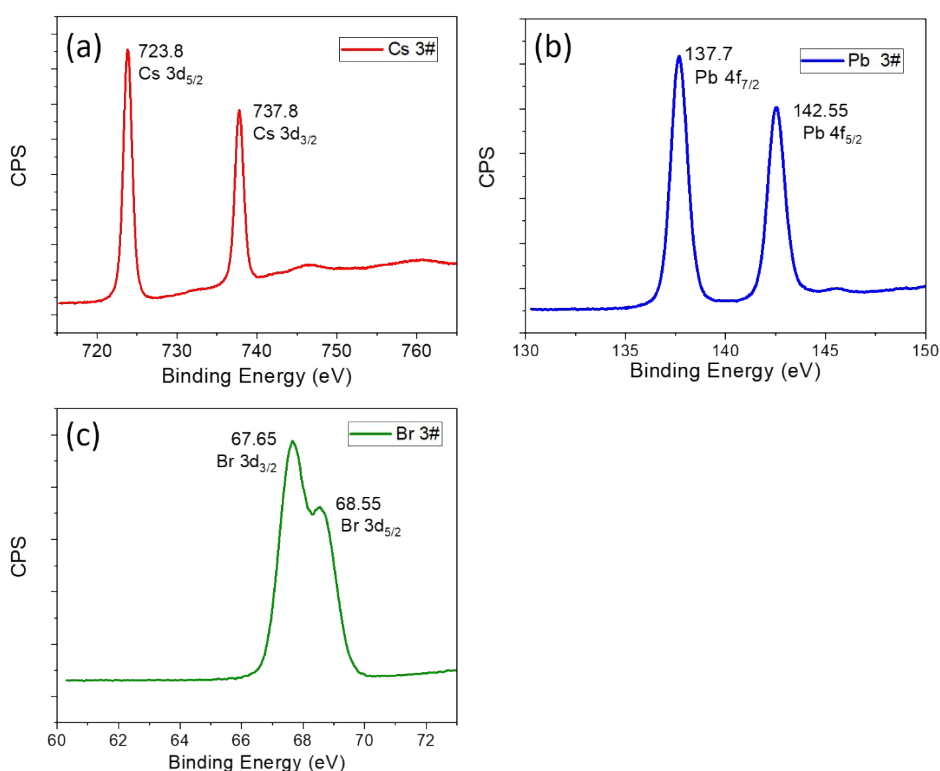 (a)
723.8
Cs 3d5/2
737.8
Cs 3d3/2
Cs 3#
CPS
720 730 740 750 760
Binding Energy (eV)
(b)
137.7
Pb 4f7/2
142.55
Pb 4f5/2
Pb 3#
CPS
130 135 140 145 150
Binding Energy (eV)
(c)
67.65
Br 3d3/2
68.55
Br 3d5/2
Br 3#
CPS
60 62 64 66 68 70 72
Binding Energy (eV)